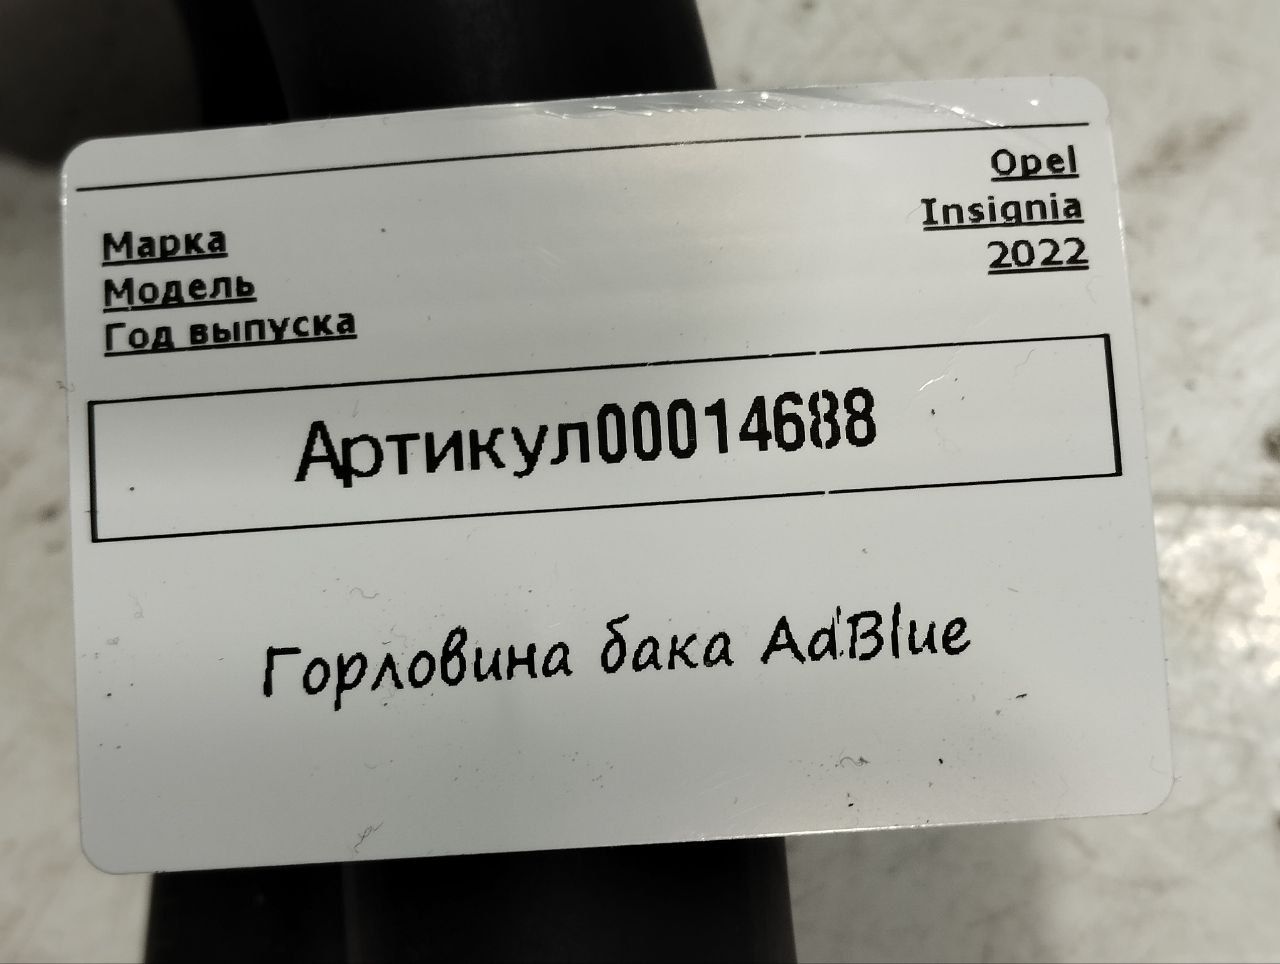 Марка Opel
Модель Insignia
Год выпуска 2022
Артикул00014688
Горловина бака AdBlue